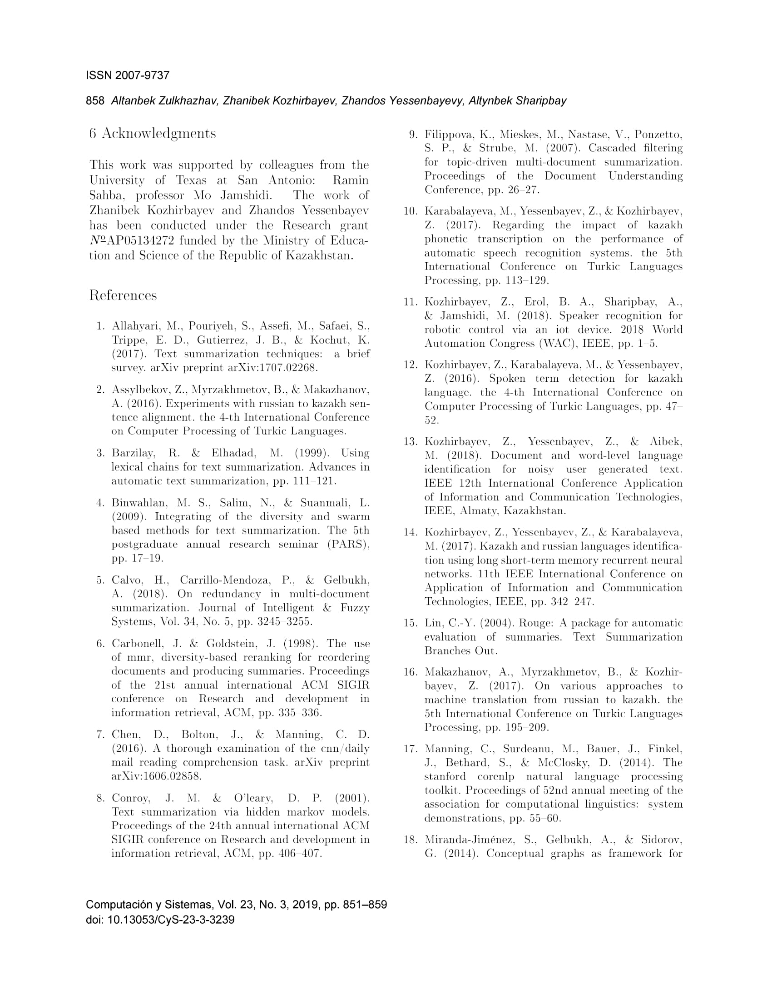 ISSN 2007-9737
858 Altanbek Zulkhazhav, Zhanibek Kozhirbayev, Zhandos Yessenbayevy, Altynbek Sharipbay
6 Acknowledgments
This work was supported by colleagues from the
University of Texas at San Antonio: Ramin
Sahba, professor Mo Jamshidi. The work of
Zhanibek Kozhirbayev and Zhandos Yessenbayev
has been conducted under the Research grant
NºAP05134272 funded by the Ministry of Educa-
tion and Science of the Republic of Kazakhstan.
References
1. Allahyari, M., Pouriyeh, S., Assefi, M., Safaei, S.,
Trippe, E. D., Gutierrez, J. B., & Kochut, K.
(2017). Text summarization techniques: a brief
survey. arXiv preprint arXiv:1707.02268.
2. Assylbekov, Z., Myrzakhmetov, B., & Makazhanov,
A. (2016). Experiments with russian to kazakh sen-
tence alignment. the 4-th International Conference
on Computer Processing of Turkic Languages.
3. Barzilay, R. & Elhadad, M. (1999). Using
lexical chains for text summarization. Advances in
automatic text summarization, pp. 111–121.
4. Binwahlan, M. S., Salim, N., & Suanmali, L.
(2009). Integrating of the diversity and swarm
based methods for text summarization. The 5th
postgraduate annual research seminar (PARS),
pp. 17–19.
5. Calvo, H., Carrillo-Mendoza, P., & Gelbukh,
A. (2018). On redundancy in multi-document
summarization. Journal of Intelligent & Fuzzy
Systems, Vol. 34, No. 5, pp. 3245–3255.
6. Carbonell, J. & Goldstein, J. (1998). The use
of mmr, diversity-based reranking for reordering
documents and producing summaries. Proceedings
of the 21st annual international ACM SIGIR
conference on Research and development in
information retrieval, ACM, pp. 335–336.
7. Chen, D., Bolton, J., & Manning, C. D.
(2016). A thorough examination of the cnn/daily
mail reading comprehension task. arXiv preprint
arXiv:1606.02858.
8. Conroy, J. M. & O'leary, D. P. (2001).
Text summarization via hidden markov models.
Proceedings of the 24th annual international ACM
SIGIR conference on Research and development in
information retrieval, ACM, pp. 406–407.
9. Filippova, K., Mieskes, M., Nastase, V., Ponzetto,
S. P., & Strube, M. (2007). Cascaded filtering
for topic-driven multi-document summarization.
Proceedings of the Document Understanding
Conference, pp. 26–27.
10. Karabalayeva, M., Yessenbayev, Z., & Kozhirbayev,
Z. (2017). Regarding the impact of kazakh
phonetic transcription on the performance of
automatic speech recognition systems. the 5th
International Conference on Turkic Languages
Processing, pp. 113–129.
11. Kozhirbayev, Z., Erol, B. A., Sharipbay, A.,
& Jamshidi, M. (2018). Speaker recognition for
robotic control via an iot device. 2018 World
Automation Congress (WAC), IEEE, pp. 1–5.
12. Kozhirbayev, Z., Karabalayeva, M., & Yessenbayev,
Z. (2016). Spoken term detection for kazakh
language. the 4-th International Conference on
Computer Processing of Turkic Languages, pp. 47–
52.
13. Kozhirbayev, Z., Yessenbayev, Z., & Aibek,
M. (2018). Document and word-level language
identification for noisy user generated text.
IEEE 12th International Conference Application
of Information and Communication Technologies,
IEEE, Almaty, Kazakhstan.
14. Kozhirbayev, Z., Yessenbayev, Z., & Karabalayeva,
M. (2017). Kazakh and russian languages identifica-
tion using long short-term memory recurrent neural
networks. 11th IEEE International Conference on
Application of Information and Communication
Technologies, IEEE, pp. 342–247.
15. Lin, C.-Y. (2004). Rouge: A package for automatic
evaluation of summaries. Text Summarization
Branches Out.
16. Makazhanov, A., Myrzakhmetov, B., & Kozhir-
bayev, Z. (2017). On various approaches to
machine translation from russian to kazakh. the
5th International Conference on Turkic Languages
Processing, pp. 195–209.
17. Manning, C., Surdeanu, M., Bauer, J., Finkel,
J., Bethard, S., & McClosky, D. (2014). The
stanford corenlp natural language processing
toolkit. Proceedings of 52nd annual meeting of the
association for computational linguistics: system
demonstrations, pp. 55–60.
18. Miranda-Jiménez, S., Gelbukh, A., & Sidorov,
G. (2014). Conceptual graphs as framework for
Computación y Sistemas, Vol. 23, No. 3, 2019, pp. 851–859
doi: 10.13053/CyS-23-3-3239